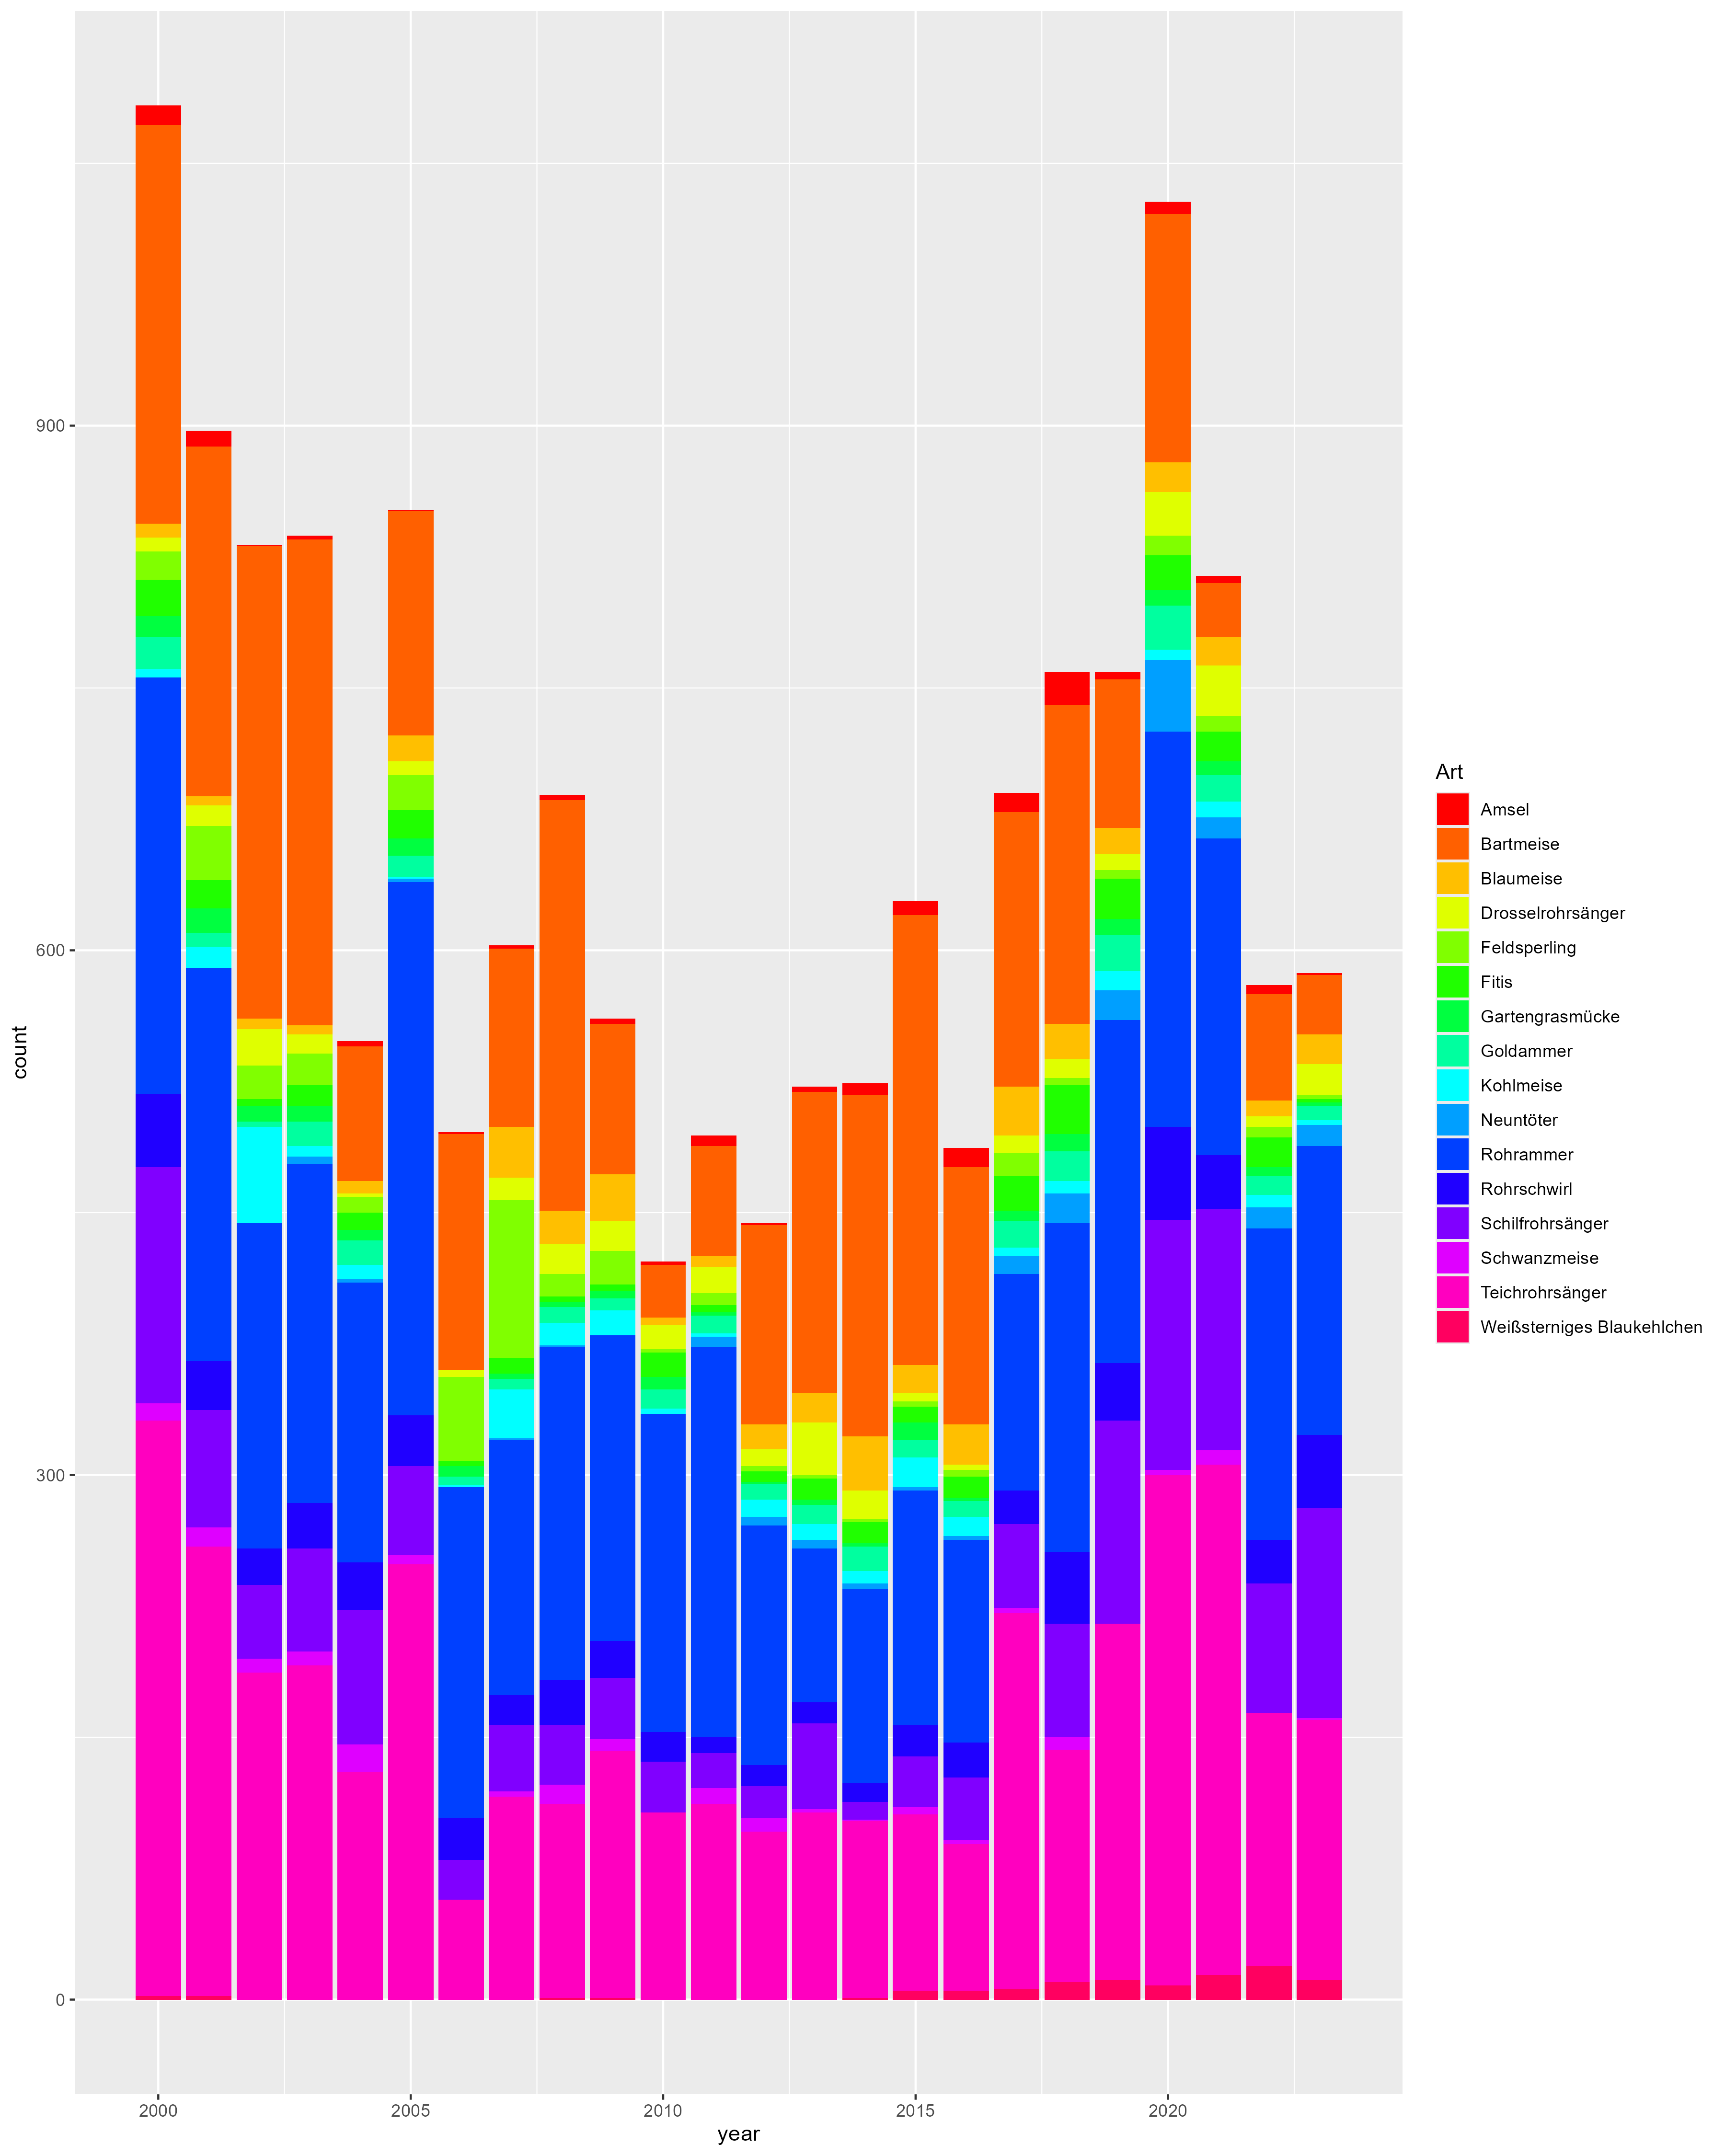 count
900
600
300
0
2000
2005
2010
2015
2020
year
Art
Amsel
Bartmeise
Blaumeise
Drosselrohrsänger
Feldsperling
Fitis
Gartengrasmücke
Goldammer
Kohlmeise
Neuntöter
Rohrammer
Rohrschwirl
Schilfrohrsänger
Schwanzmeise
Teichrohrsänger
Weißsterniges Blaukehlchen